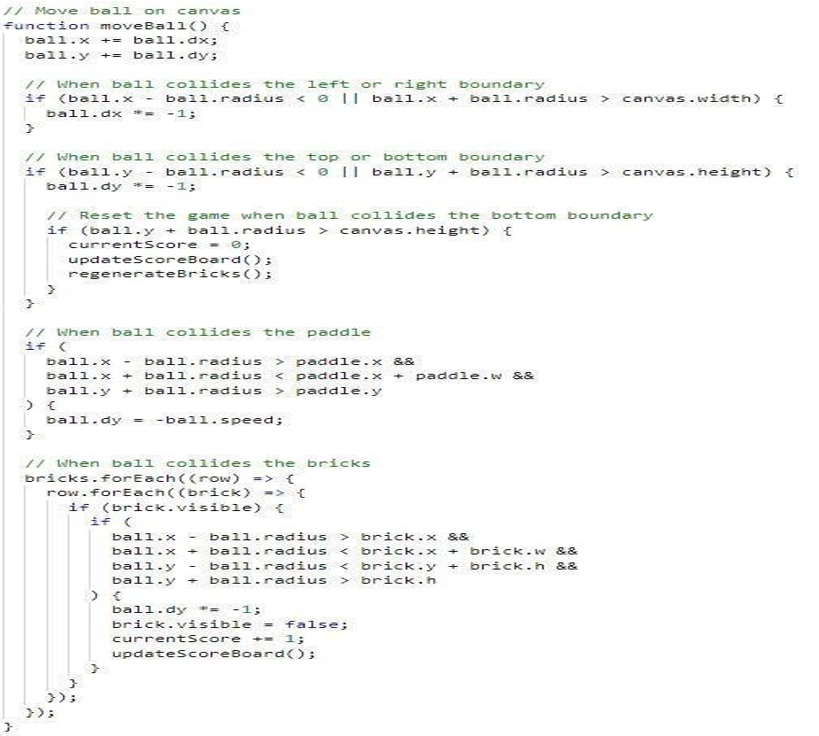 // Move ball on canvas
function moveBall() {
  ball.x += ball.dx;
  ball.y += ball.dy;

  // When ball collides the left or right boundary
  if (ball.x - ball.radius < 0 || ball.x + ball.radius > canvas.width) {
    ball.dx *= -1;
  }

  // When ball collides the top or bottom boundary
  if (ball.y - ball.radius < 0 || ball.y + ball.radius > canvas.height) {
    ball.dy *= -1;

    // Reset the game when ball collides the bottom boundary
    if (ball.y + ball.radius > canvas.height) {
      currentScore = 0;
      updateScoreBoard();
      regenerateBricks();
    }
  }

  // When ball collides the paddle
  if (
    ball.x - ball.radius > paddle.x &&
    ball.x + ball.radius < paddle.x + paddle.w &&
    ball.y + ball.radius > paddle.y
  ) {
    ball.dy = -ball.speed;
  }

  // When ball collides the bricks
  bricks.forEach((row) => {
    row.forEach((brick) => {
      if (brick.visible) {
        if (
          ball.x - ball.radius > brick.x &&
          ball.x + ball.radius < brick.x + brick.w &&
          ball.y - ball.radius < brick.y + brick.h &&
          ball.y + ball.radius > brick.h
        ) {
          ball.dy *= -1;
          brick.visible = false;
          currentScore += 1;
          updateScoreBoard();
        }
      }
    });
  });
}